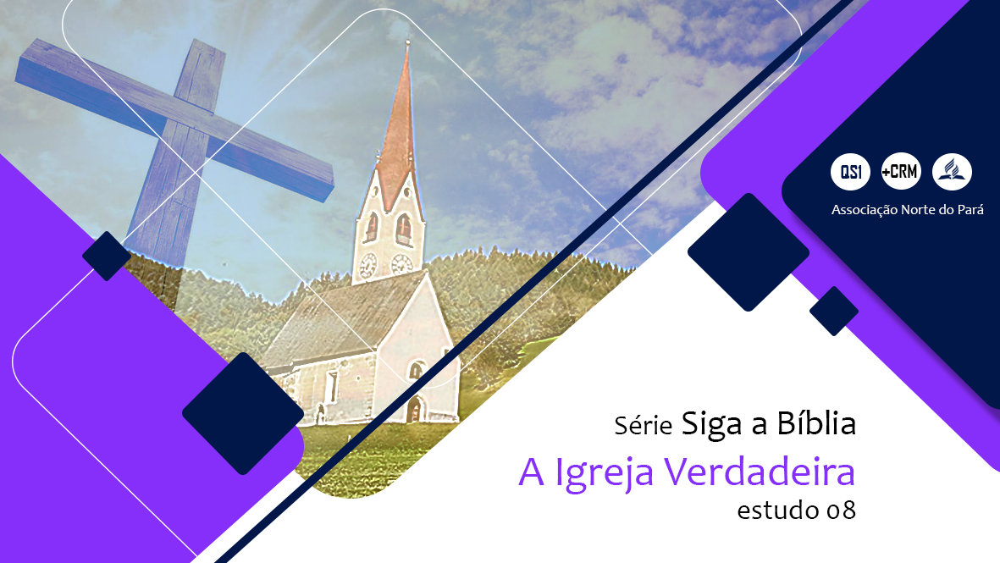 QS1 +CRM
Associação Norte do Pará
Série Siga a Bíblia
A Igreja Verdadeira
estudo 08